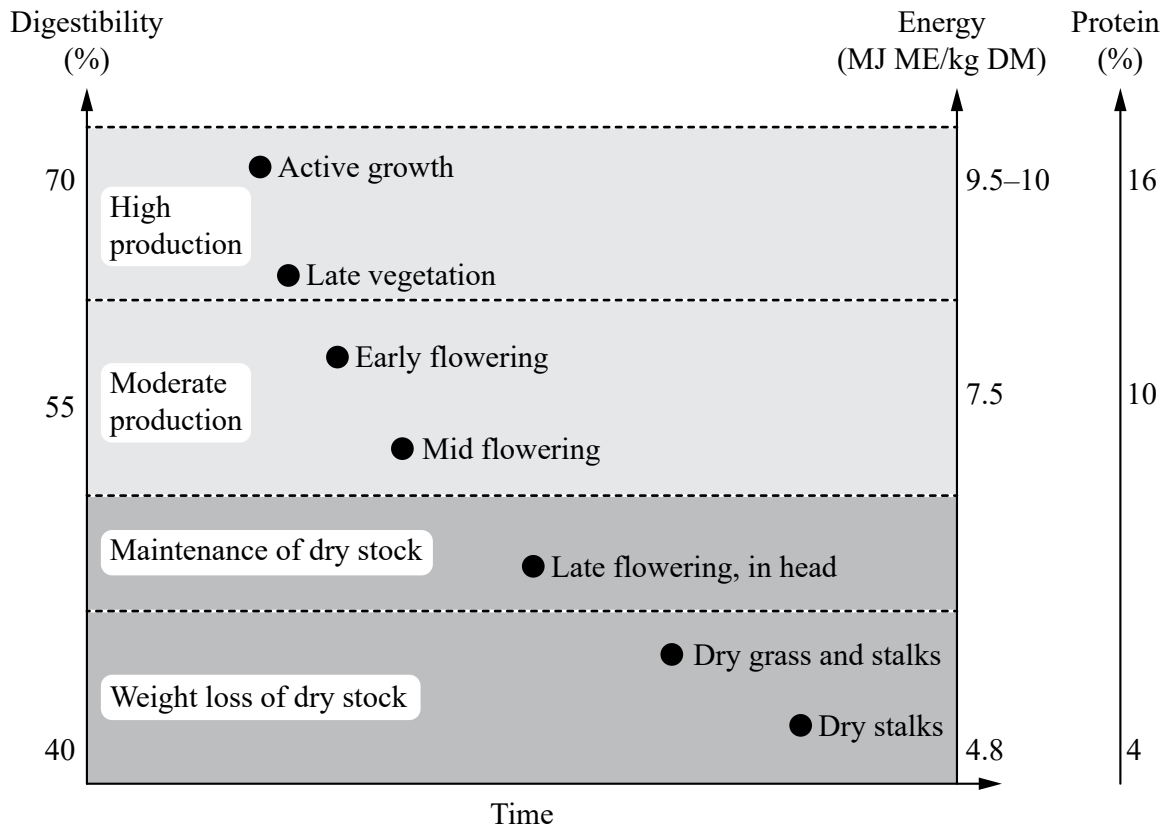 Digestibility
(%)
Energy
(MJ ME/kg DM)
Protein
(%)
70
Active growth
9.5–10
16
High
production
Late vegetation
Early flowering
Moderate
production
55
7.5
10
Mid flowering
Maintenance of dry stock
Late flowering, in head
Dry grass and stalks
Weight loss of dry stock
Dry stalks
40
4.8
4
Time